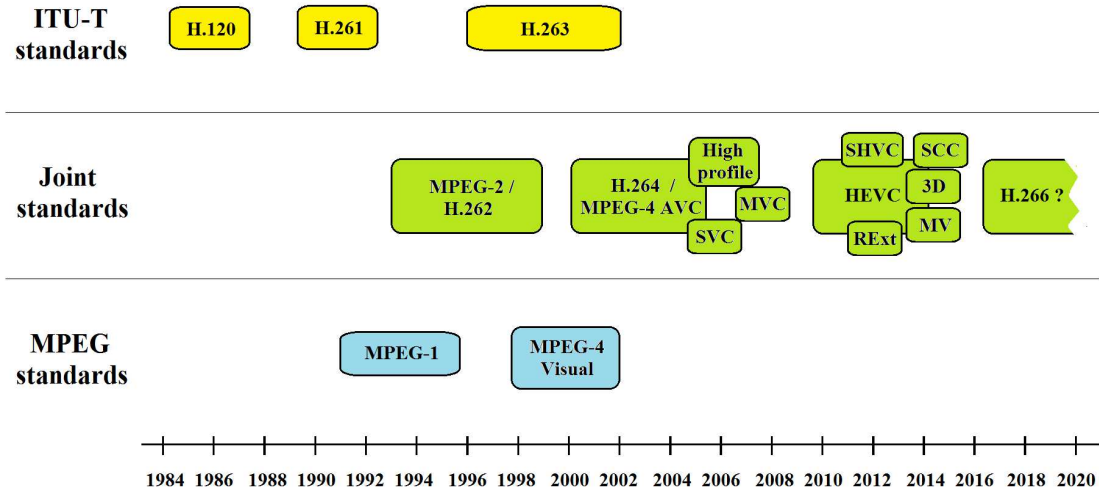 ITU-T
standards
H.120
H.261
H.263
Joint
standards
MPEG-2 /
H.262
H.264 /
MPEG-4 AVC
High
profile
MVC
SVC
SHVC
SCC
HEVC
3D
RExt
MV
H.266 ?
MPEG
standards
MPEG-1
MPEG-4
Visual
1984 1986 1988 1990 1992 1994 1996 1998 2000 2002 2004 2006 2008 2010 2012 2014 2016 2018 2020